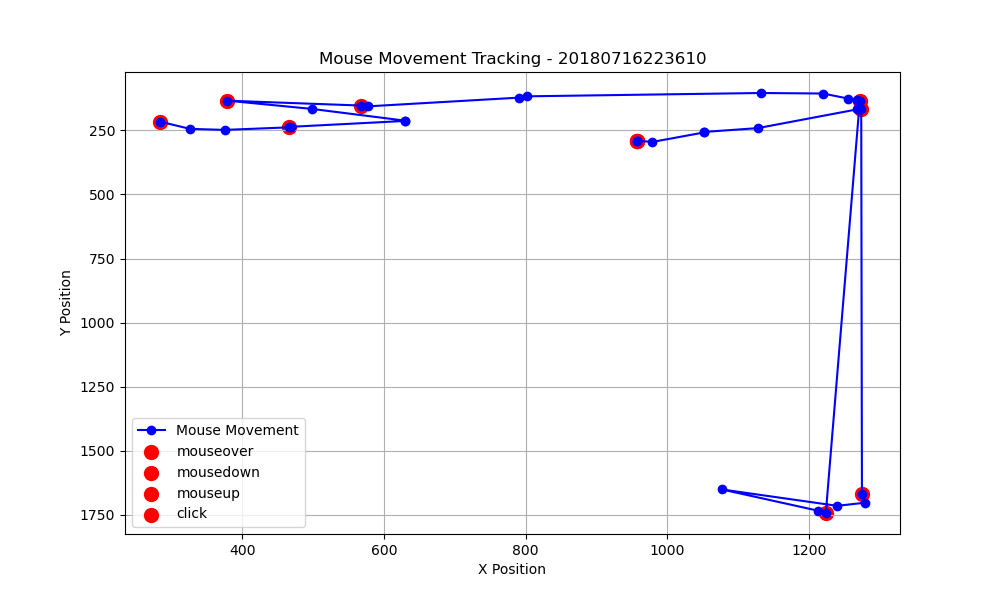 Mouse Movement Tracking - 20180716223610
Y Position
250
500
750
1000
1250
1500
1750
Mouse Movement
mouseover
mousedown
mouseup
click
400
600
800
1000
1200
X Position